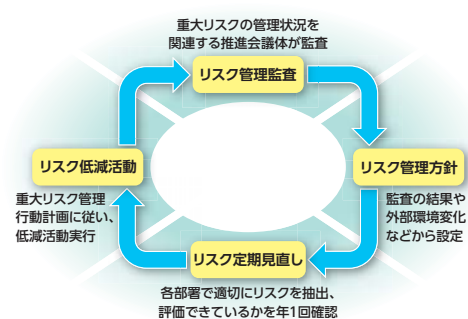 重大リスクの管理状況を
関連する推進会議体が監査
リスク管理監査
リスク管理方針
監査の結果や
外部環境変化
などから設定
リスク定期見直し
各部署で適切にリスクを抽出、
評価できているかを年1回確認
リスク低減活動
重大リスク管理
行動計画に従い、
低減活動実行